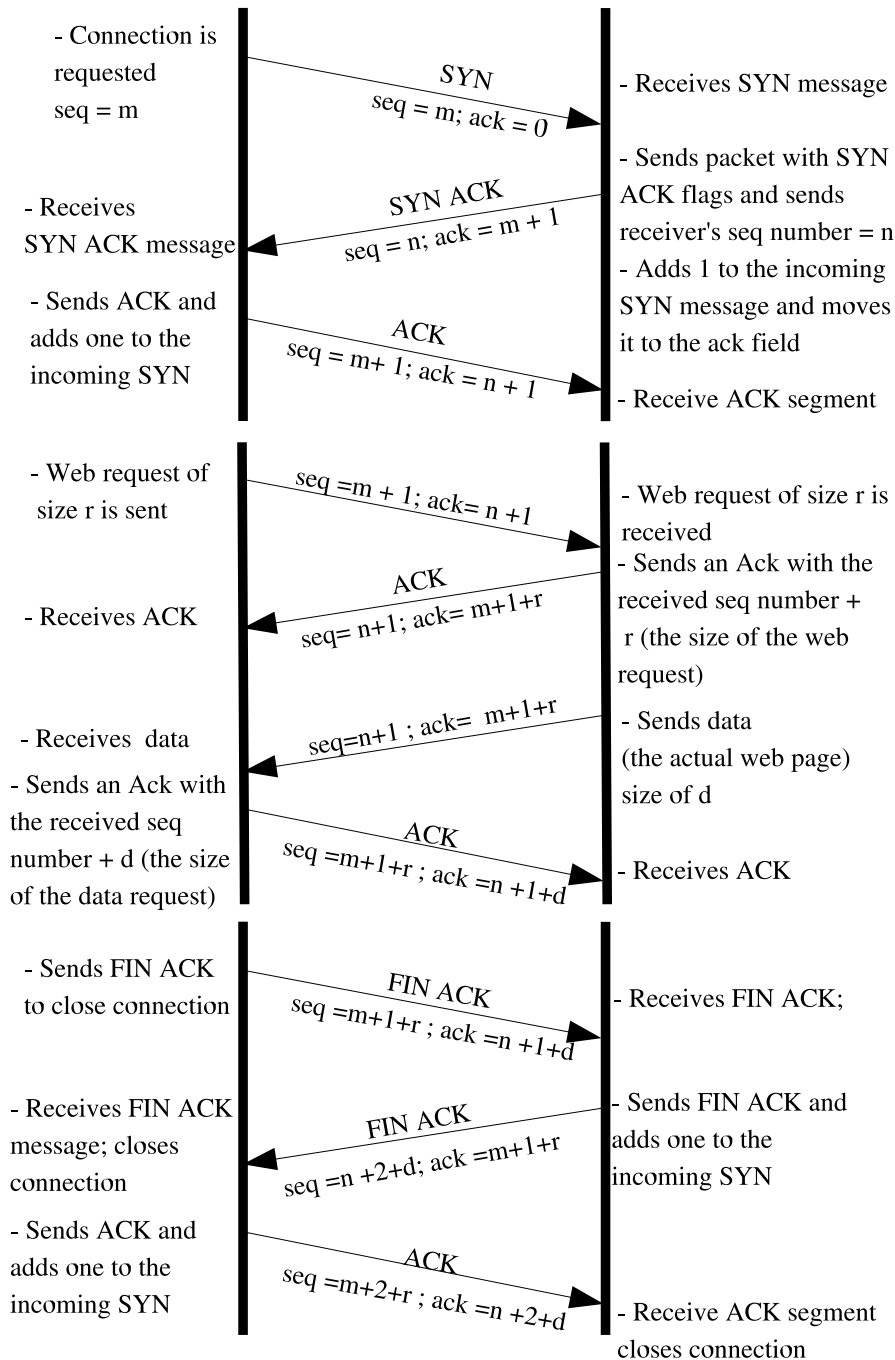 - Connection is
requested
seq = m
SYN
seq = m; ack = 0
- Receives SYN message
- Sends packet with SYN
ACK flags and sends
receiver's seq number = n
- Adds 1 to the incoming
SYN message and moves
it to the ack field
SYN ACK
seq = n; ack = m + 1
- Receives
SYN ACK message
- Sends ACK and
adds one to the
incoming SYN
ACK
seq = m+ 1; ack = n + 1
- Receive ACK segment
- Web request of
size r is sent
seq =m + 1; ack= n +1
- Web request of size r is
received
- Sends an Ack with the
received seq number +
r (the size of the web
request)
ACK
seq= n+1; ack= m+1+r
- Receives ACK
- Sends data
(the actual web page)
size of d
seq=n+1 ; ack= m+1+r
- Receives data
- Sends an Ack with
the received seq
number + d (the size
of the data request)
ACK
seq =m+1+r ; ack =n +1+d
- Receives ACK
- Sends FIN ACK
to close connection
FIN ACK
seq =m+1+r ; ack =n +1+d
- Receives FIN ACK;
- Sends FIN ACK and
adds one to the
incoming SYN
FIN ACK
seq =n +2+d; ack =m+1+r
- Receives FIN ACK
message; closes
connection
- Sends ACK and
adds one to the
incoming SYN
ACK
seq =m+2+r ; ack =n +2+d
- Receive ACK segment
closes connection